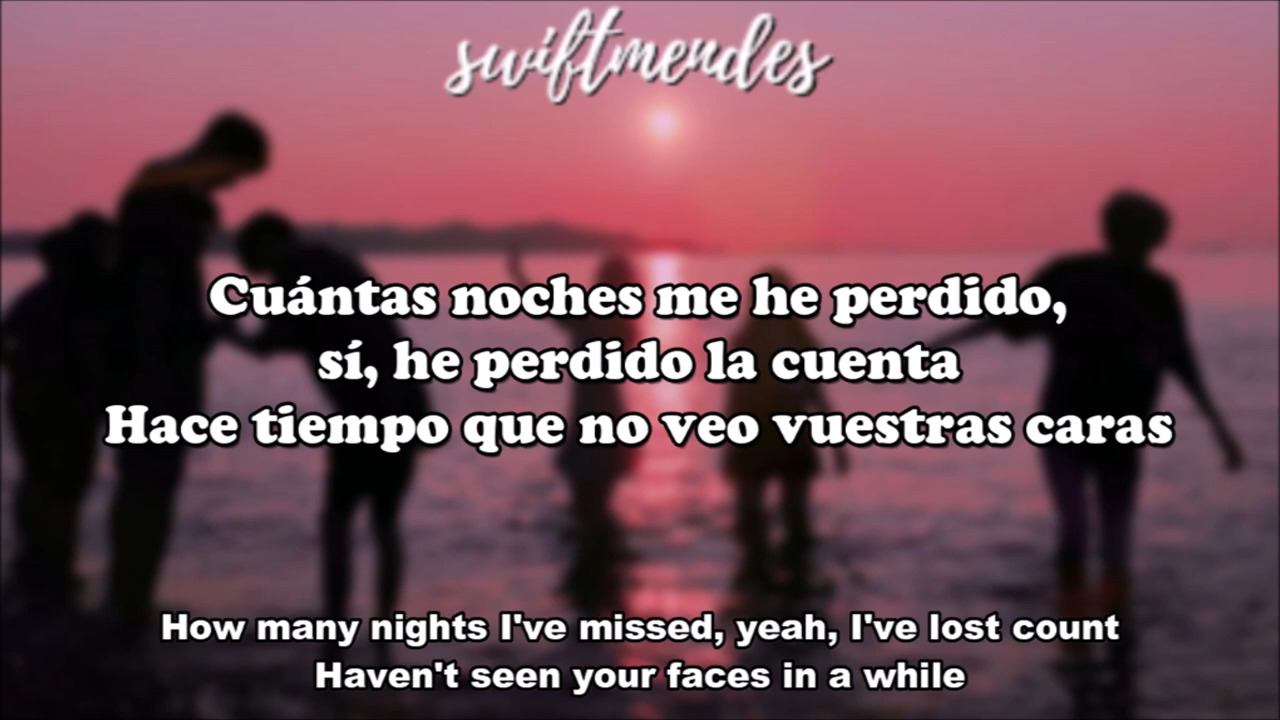 swiftmendes
Cuántas noches me he perdido,
sí, he perdido la cuenta
Hace tiempo que no veo vuestras caras
How many nights I've missed, yeah, I've lost count
Haven't seen your faces in a while